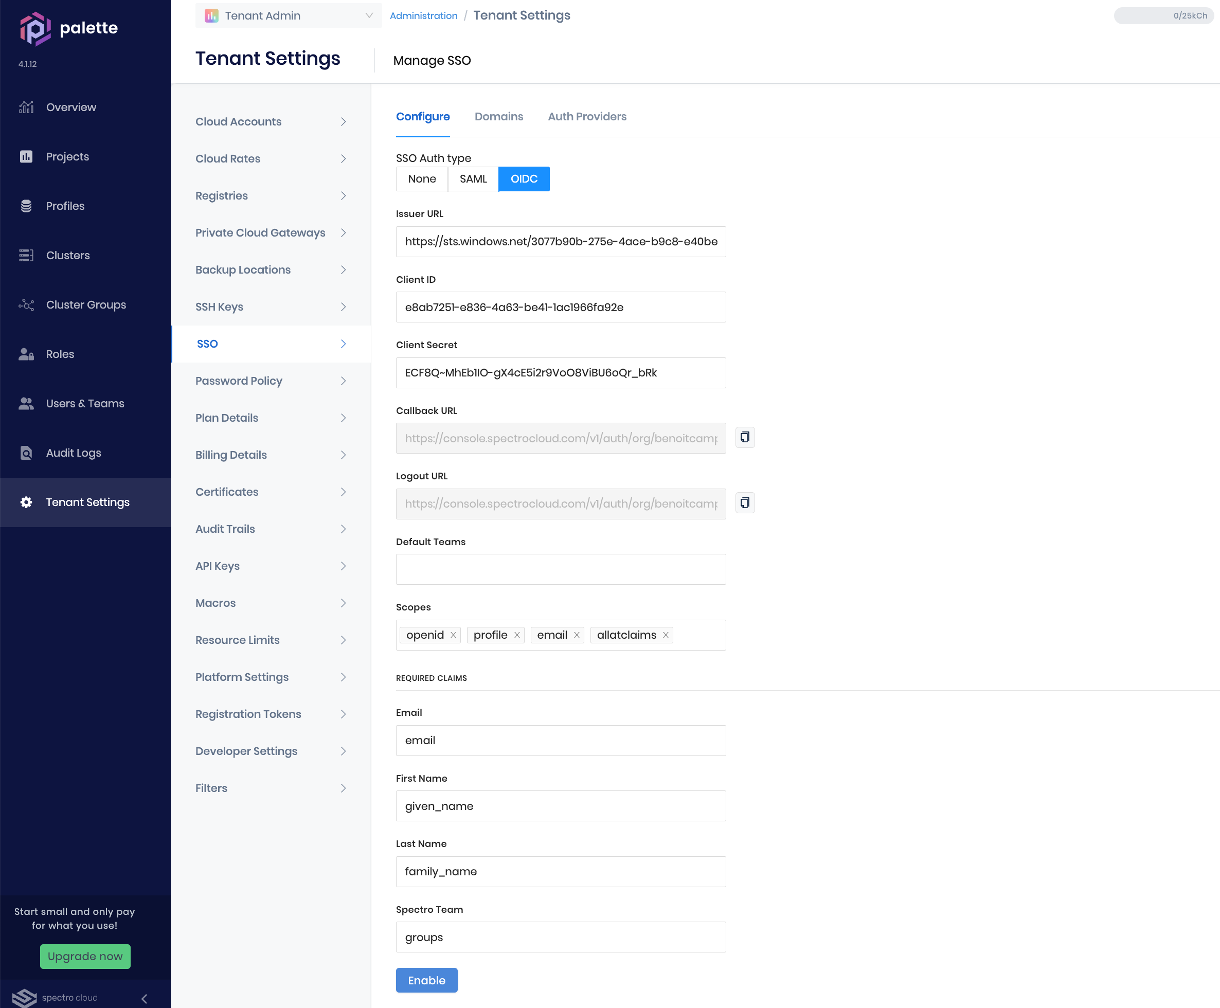 palette
4.1.12
Overview
Projects
Profiles
Clusters
Cluster Groups
Roles
Users & Teams
Audit Logs
Tenant Settings
Start small and only pay
for what you use!
Upgrade now
spectro cloud
Tenant Admin
Administration / Tenant Settings
0/25kCh
Tenant Settings
Manage SSO
Cloud Accounts
Cloud Rates
Registries
Private Cloud Gateways
Backup Locations
SSH Keys
SSO
Password Policy
Plan Details
Billing Details
Certificates
Audit Trails
API Keys
Macros
Resource Limits
Platform Settings
Registration Tokens
Developer Settings
Filters
Configure Domains Auth Providers
SSO Auth type
None SAML OIDC
Issuer URL
https://sts.windows.net/3077b90b-275e-4ace-b9c8-e40be
Client ID
e8ab7251-e836-4a63-be41-1ac1966fa92e
Client Secret
ECF8Q~MhEb1IO-gX4cE5i2r9VoO8ViBU6oQr_bRk
Callback URL
https://console.spectrocloud.com/v1/auth/org/benoitcamp
Logout URL
https://console.spectrocloud.com/v1/auth/org/benoitcamp
Default Teams
Scopes
openid profile email allatclaims
REQUIRED CLAIMS
Email
email
First Name
given_name
Last Name
family_name
Spectro Team
groups
Enable